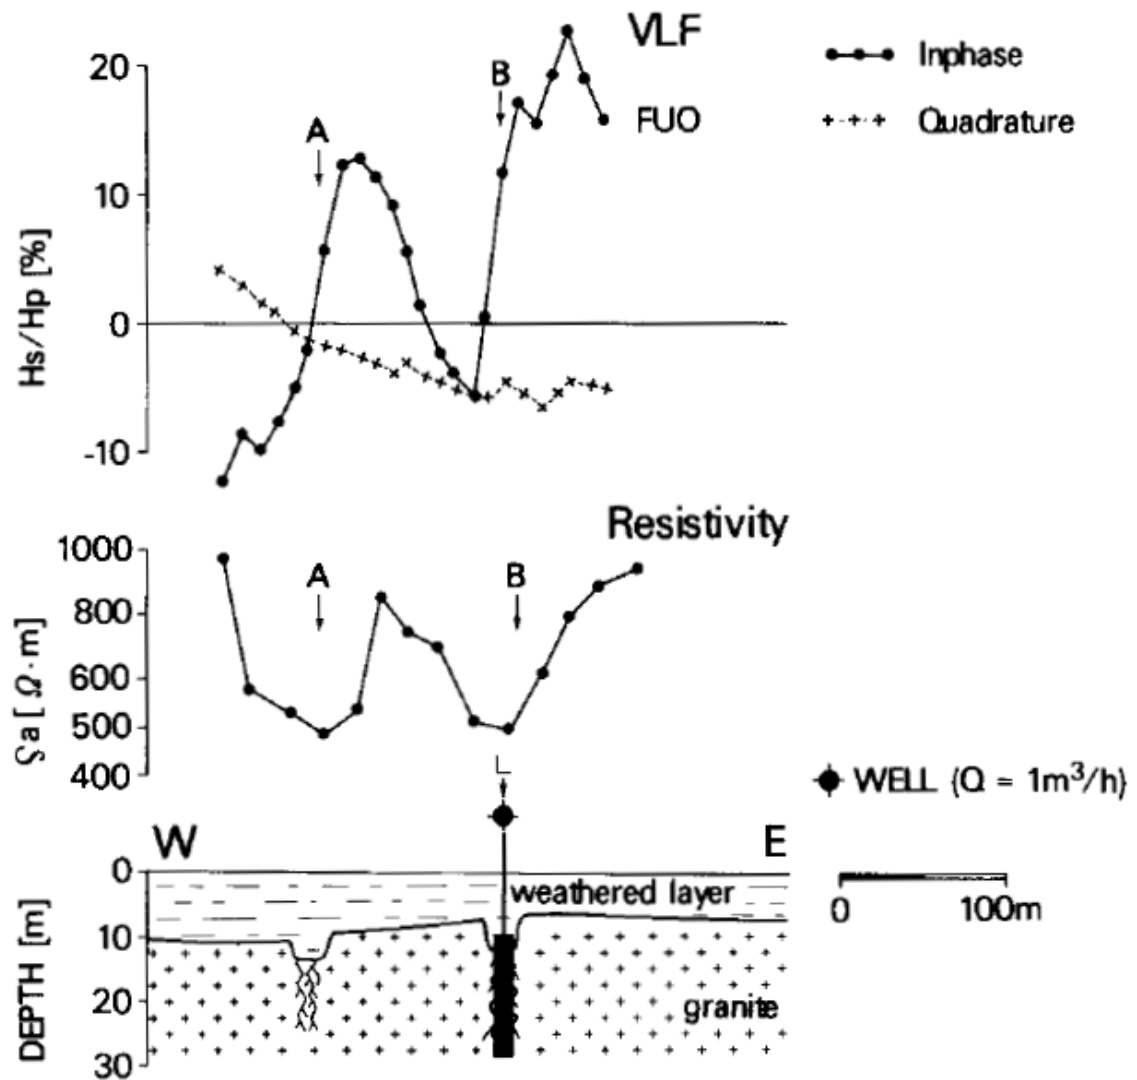 VLF
Inphase
20
B
FUO
Quadrature
A
10
Hs/Hp [%]
0
-10
Resistivity
1000
A
B
800
ϱa [Ω·m]
600
500
400
L
WELL (Q = 1m³/h)
W
E
0
weathered layer
0 100m
DEPTH [m]
10
20
granite
30